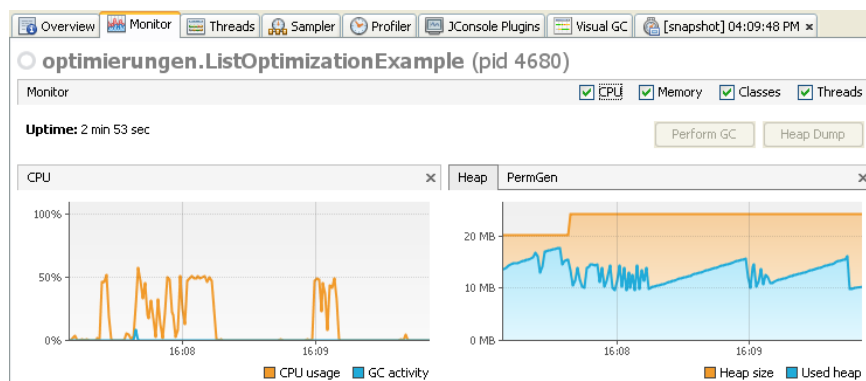 Overview Monitor Threads Sampler Profiler JConsole Plugins Visual GC [snapshot] 04:09:48 PM
optimierungen.ListOptimizationExample (pid 4680)
Monitor CPU Memory Classes Threads
Uptime: 2 min 53 sec Perform GC Heap Dump
CPU
100%
50%
0%
16:08 16:09
CPU usage GC activity
Heap PermGen
20 MB
10 MB
0 MB
16:08 16:09
Heap size Used heap